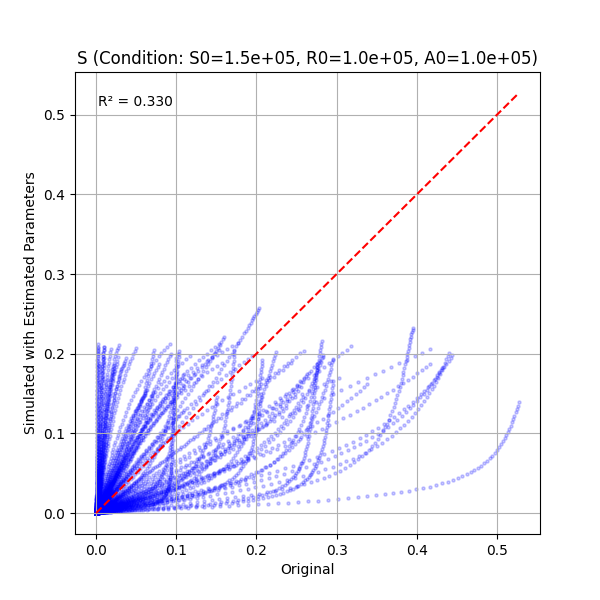 S (Condition: S0=1.5e+05, R0=1.0e+05, A0=1.0e+05)
R² = 0.330
Simulated with Estimated Parameters
0.5
0.4
0.3
0.2
0.1
0.0
0.0 0.1 0.2 0.3 0.4 0.5
Original